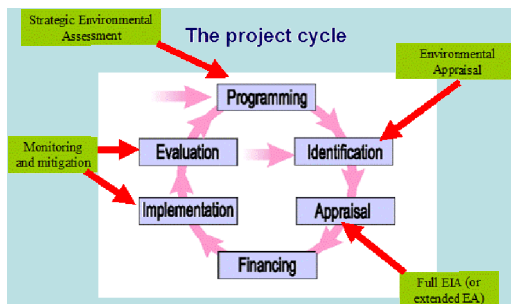 Strategic Environmental
Assessment
The project cycle
Environmental
Appraisal
Programming
Monitoring
and mitigation
Evaluation
Identification
Implementation
Appraisal
Financing
Full EIA (or
extended EA)